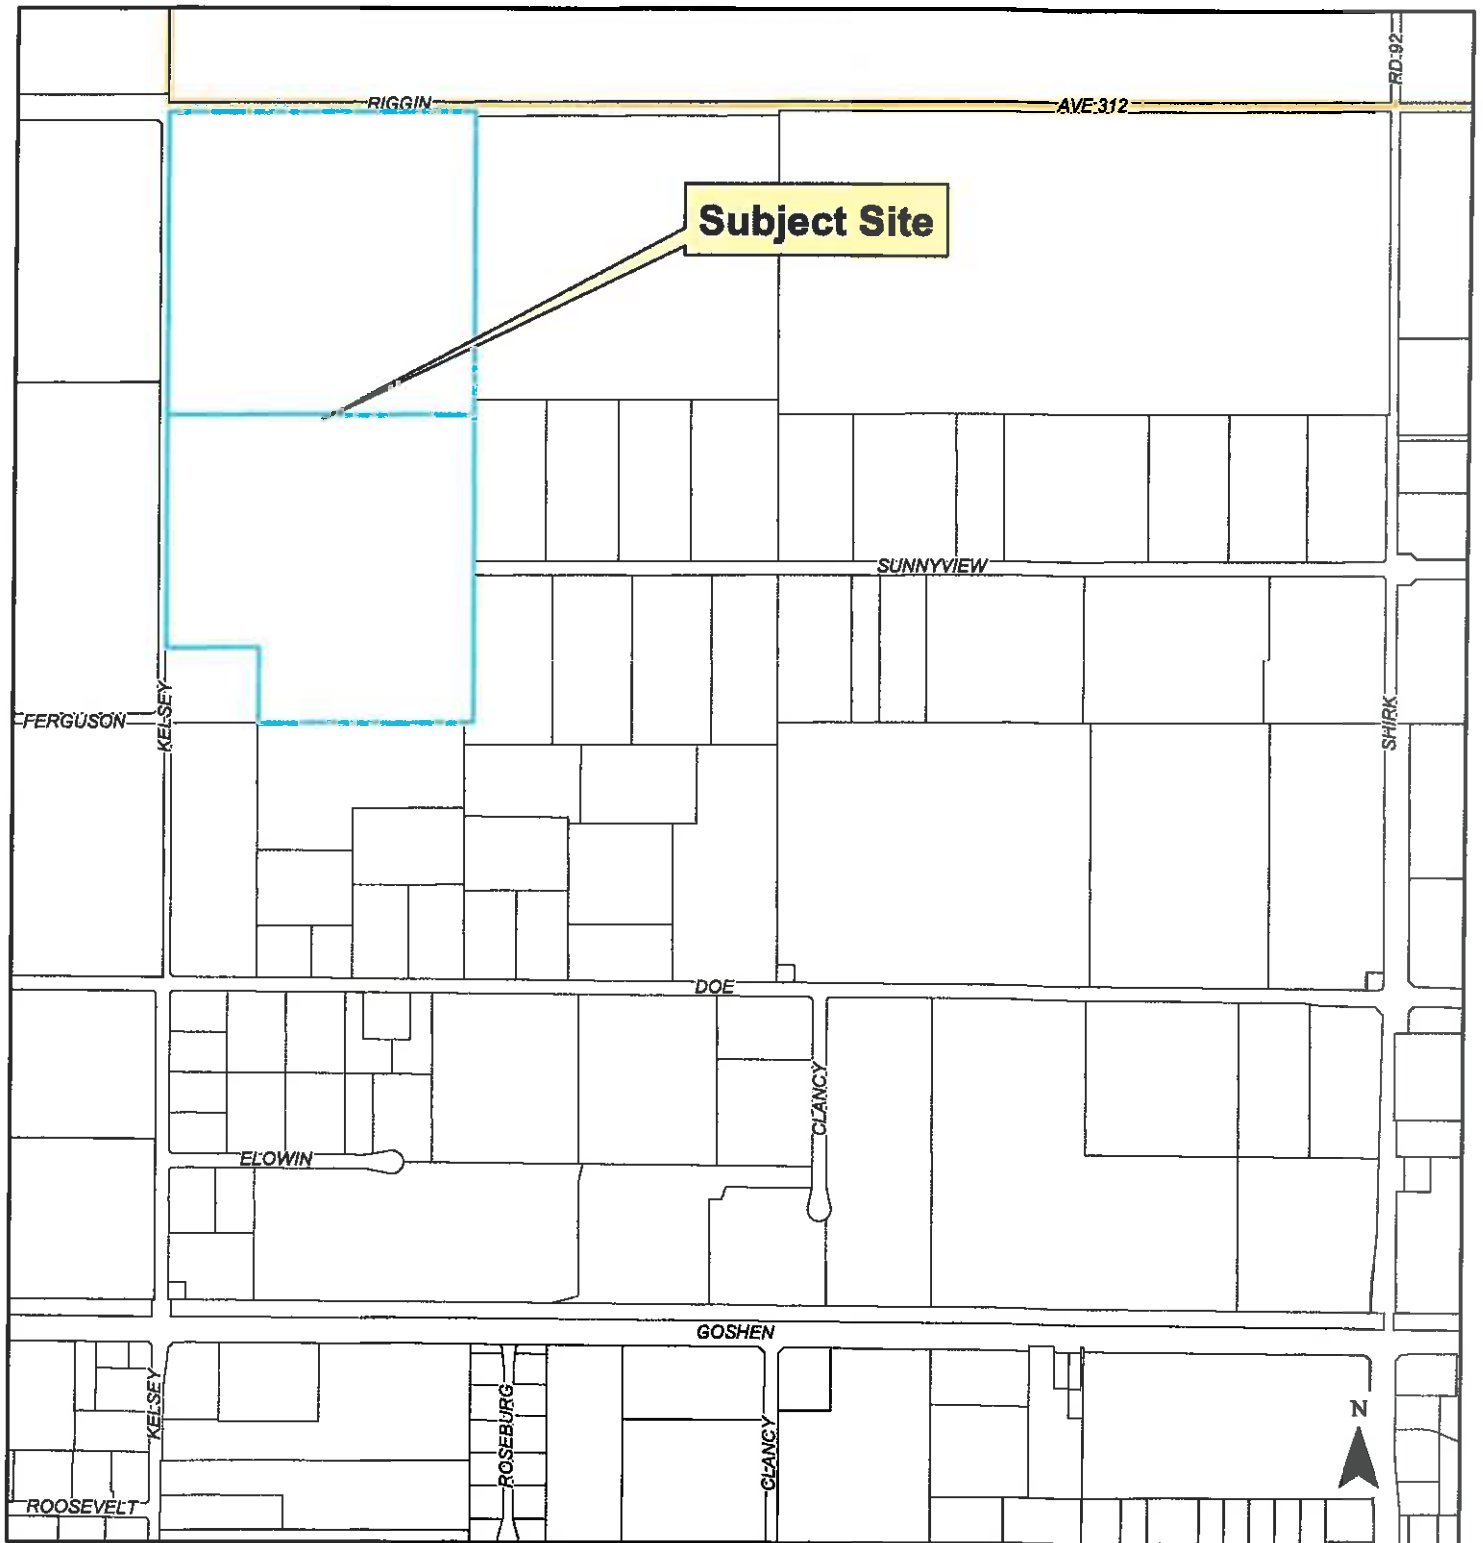 RD 92
RIGGIN
AVE 312
Subject Site
SUNNYVIEW
FERGUSON
KELSEY
SHIRK
DOE
CLANCY
ELOWIN
GOSHEN
KELSEY
ROSEBURG
CLANCY
N
ROOSEVELT